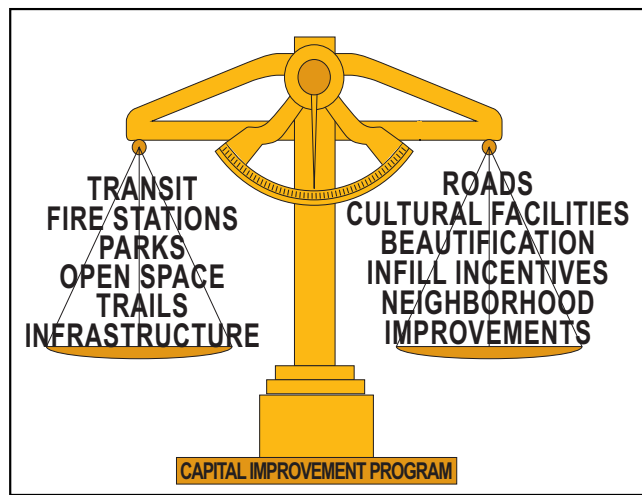 TRANSIT
FIRE STATIONS
PARKS
OPEN SPACE
TRAILS
INFRASTRUCTURE
ROADS
CULTURAL FACILITIES
BEAUTIFICATION
INFILL INCENTIVES
NEIGHBORHOOD
IMPROVEMENTS
CAPITAL IMPROVEMENT PROGRAM